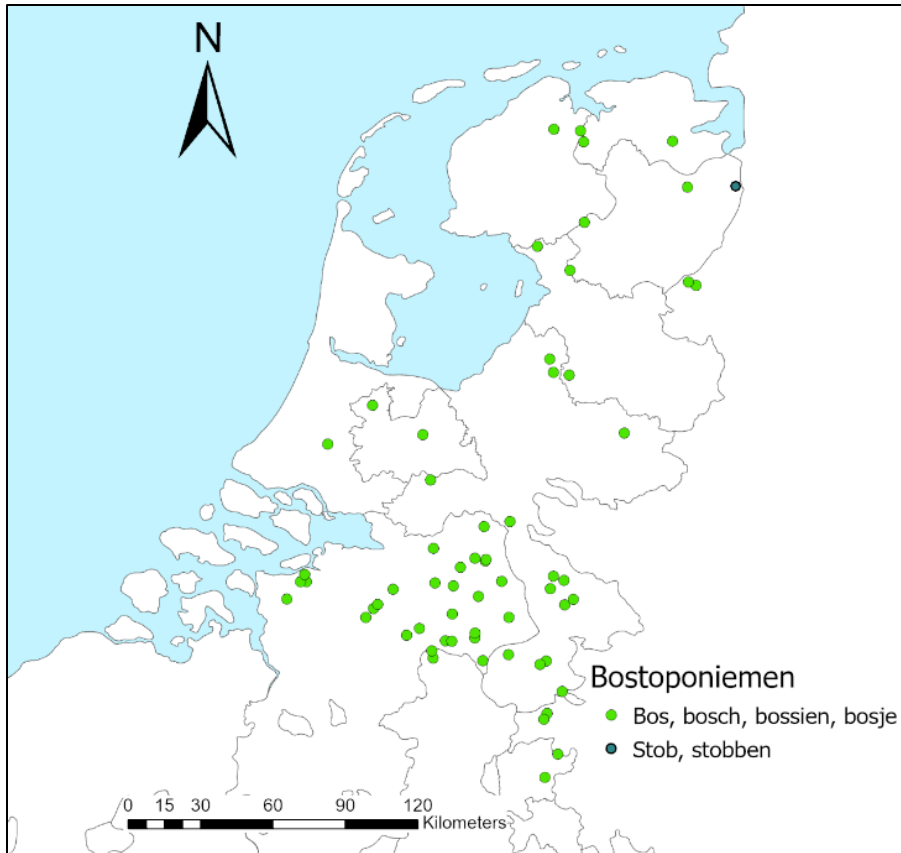 N
Bostoponiemen
Bos, bosch, bossien, bosje
Stob, stobben
0 15 30 60 90 120
Kilometers